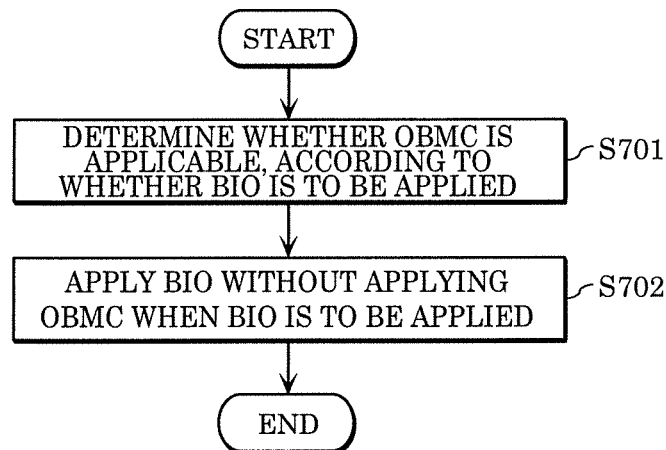 START
DETERMINE WHETHER OBMC IS
APPLICABLE, ACCORDING TO
WHETHER BIO IS TO BE APPLIED
S701
APPLY BIO WITHOUT APPLYING
OBMC WHEN BIO IS TO BE APPLIED
S702
END